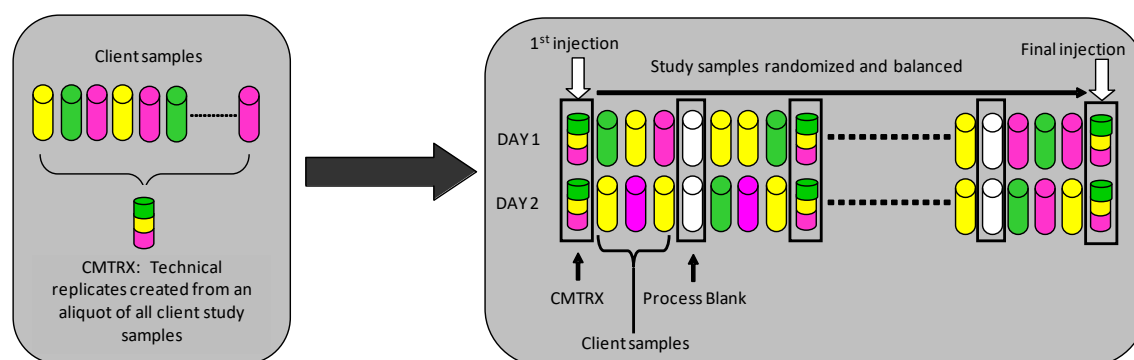 Client samples
CMTRX:  Technical
replicates created from an
aliquot of all client study
samples
1st injection
Final injection
Study samples randomized and balanced
DAY 1
DAY 2
CMTRX
Process Blank
Client samples